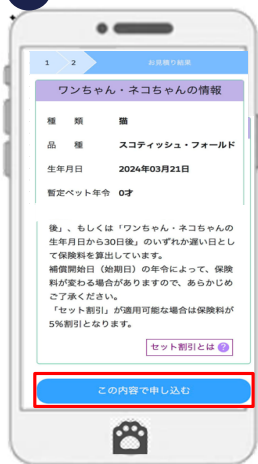 1 2 お見積り結果
ワンちゃん・ネコちゃんの情報
種 類 猫
品 種 スコティッシュ・フォールド
生年月日 2024年03月21日
暫定ペット年令 0才
後」、もしくは「ワンちゃん・ネコちゃんの
生年月日から30日後」のいずれか遅い日とし
て保険料を算出しています。
補償開始日（始期日）の年令によって、保険
料が変わる場合がありますので、あらかじめ
ご了承ください。
「セット割引」が適用可能な場合は保険料が
5%割引となります。
セット割引とは ?
この内容で申し込む